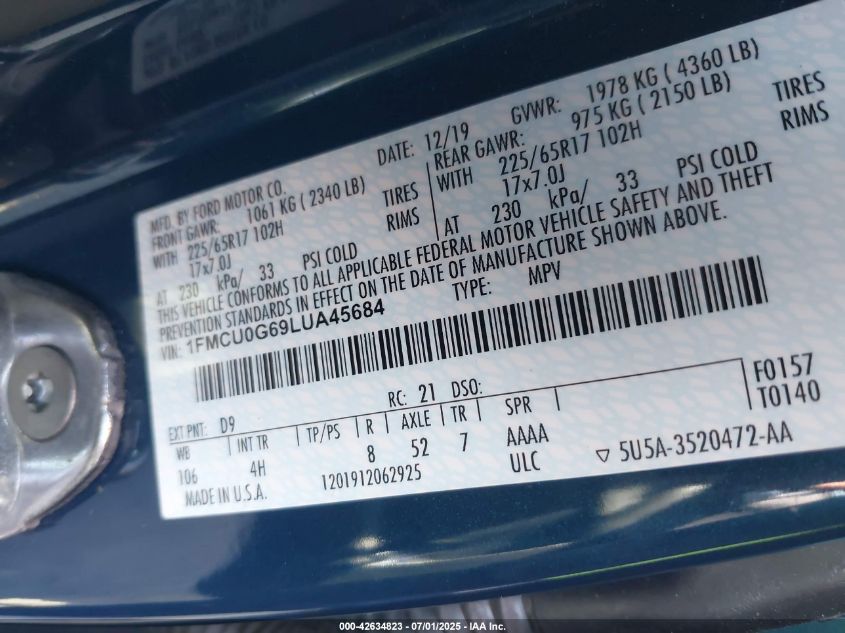 MFD. BY FORD MOTOR CO.
DATE: 12/19
GVWR: 1978 KG ( 4360 LB)
FRONT GAWR: 1061 KG ( 2340 LB)
REAR GAWR: 975 KG ( 2150 LB)
WITH 225/65R17 102H TIRES
WITH 225/65R17 102H TIRES
17x7.0J RIMS
17x7.0J RIMS
AT 230 kPa/ 33 PSI COLD
AT 230 kPa/ 33 PSI COLD
THIS VEHICLE CONFORMS TO ALL APPLICABLE FEDERAL MOTOR VEHICLE SAFETY AND THEFT
PREVENTION STANDARDS IN EFFECT ON THE DATE OF MANUFACTURE SHOWN ABOVE.
VIN: 1FMCU0G69LUA45684
TYPE: MPV
EXT PNT: D9 RC: 21 DSO:
WB INT TR TP/PS R AXLE TR SPR
106 4H 8 52 7 AAAA
ULC
F0157
T0140
MADE IN U.S.A. 1201912062925
▽ 5U5A-3520472-AA
000-42634823 - 07/01/2025 - IAA Inc.